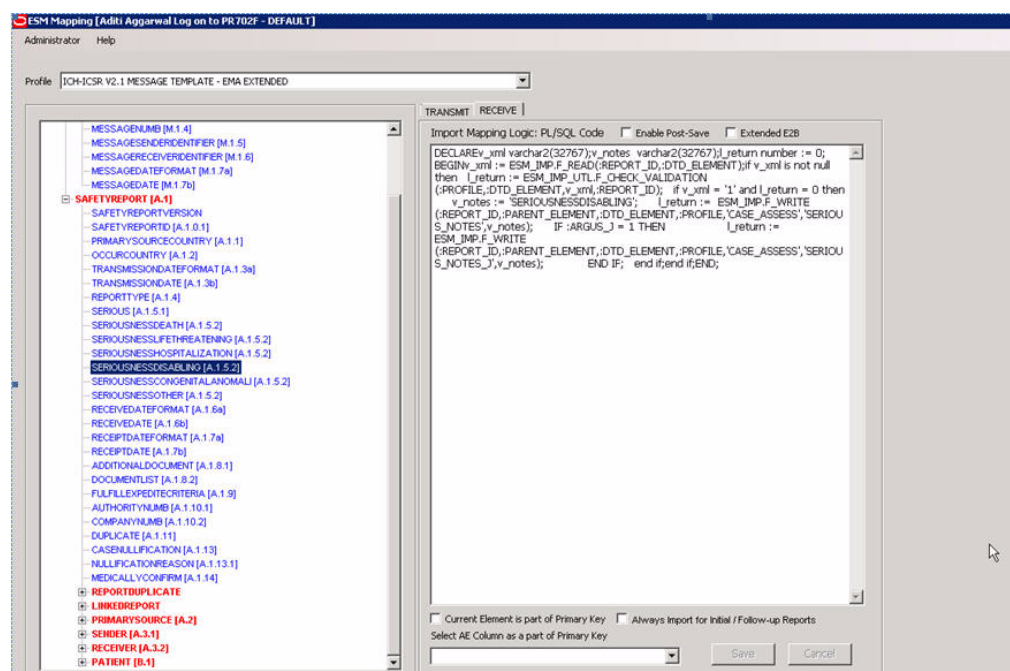 ESM Mapping [Aditi Aggarwal Log on to PR702F - DEFAULT]
Administrator Help
Profile ICH-ICSR V2.1 MESSAGE TEMPLATE - EMA EXTENDED
MESSAGENUMB [M.1.4]
MESSAGESENDERIDENTIFIER [M.1.5]
MESSAGERECEIVERIDENTIFIER [M.1.6]
MESSAGEDATEFORMAT [M.1.7a]
MESSAGEDATE [M.1.7b]
SAFETYREPORT [A.1]
SAFETYREPORTVERSION
SAFETYREPORTID [A.1.0.1]
PRIMARYSOURCECOUNTRY [A.1.1]
OCCURCOUNTRY [A.1.2]
TRANSMISSIONDATEFORMAT [A.1.3a]
TRANSMISSIONDATE [A.1.3b]
REPORTTYPE [A.1.4]
SERIOUS [A.1.5.1]
SERIOUSNESSDEATH [A.1.5.2]
SERIOUSNESSLIFETHREATENING [A.1.5.2]
SERIOUSNESSHOSPITALIZATION [A.1.5.2]
SERIOUSNESSDISABLING [A.1.5.2]
SERIOUSNESSCONGENITALANOMALI [A.1.5.2]
SERIOUSNESSOTHER [A.1.5.2]
RECEIVEDATEFORMAT [A.1.6a]
RECEIVEDATE [A.1.6b]
RECEIPTDATEFORMAT [A.1.7a]
RECEIPTDATE [A.1.7b]
ADDITIONALDOCUMENT [A.1.8.1]
DOCUMENTLIST [A.1.8.2]
FULFILLEXPEDITECRITERIA [A.1.9]
AUTHORITYNUMB [A.1.10.1]
COMPANYNUMB [A.1.10.2]
DUPLICATE [A.1.11]
CASENULLIFICATION [A.1.13]
NULLIFICATIONREASON [A.1.13.1]
MEDICALLYCONFIRM [A.1.14]
REPORTDUPLICATE
LINKEDREPORT
PRIMARYSOURCE [A.2]
SENDER [A.3.1]
RECEIVER [A.3.2]
PATIENT [B.1]
TRANSMIT RECEIVE
Import Mapping Logic: PL/SQL Code Enable Post-Save Extended E2B
DECLAREv_xml varchar2(32767);v_notes varchar2(32767);l_return number := 0;
BEGINv_xml := ESM_IMP.F_READ(:REPORT_ID,:DTD_ELEMENT);if v_xml is not null
then l_return := ESM_IMP_UTL.F_CHECK_VALIDATION
(:PROFILE,:DTD_ELEMENT,v_xml,:REPORT_ID); if v_xml = '1' and l_return = 0 then
v_notes := 'SERIOUSNESSDISABLING'; l_return := ESM_IMP.F_WRITE
(:REPORT_ID,:PARENT_ELEMENT,:DTD_ELEMENT,:PROFILE,'CASE_ASSESS','SERIOU
S_NOTES',v_notes); IF :ARGUS_J = 1 THEN l_return :=
ESM_IMP.F_WRITE
(:REPORT_ID,:PARENT_ELEMENT,:DTD_ELEMENT,:PROFILE,'CASE_ASSESS','SERIOU
S_NOTES_J',v_notes); END IF; end if;end if;END;
Current Element is part of Primary Key Always Import for Initial / Follow-up Reports
Select AE Column as a part of Primary Key
Save Cancel